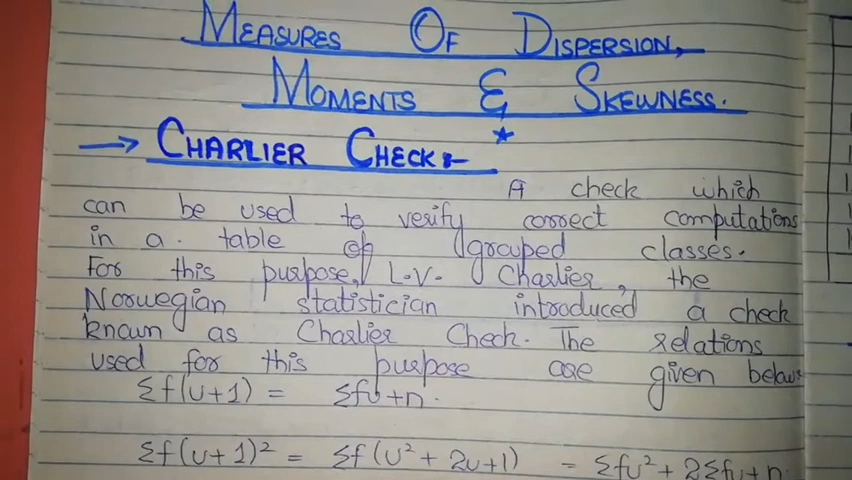 MEASURES OF DISPERSION,
MOMENTS & SKEWNESS.
→ CHARLIER CHECK:-
A check which
can be used to verify correct computations
in a table of grouped classes.
For this purpose, L.V. Charlier, the
Norwegian statistician introduced a check
known as Charlier Check. The relations
used for this purpose are given below:
Σf(u+1) = Σfu+n.
Σf(u+1)² = Σf(u²+2u+1) = Σfu²+2Σfu+n